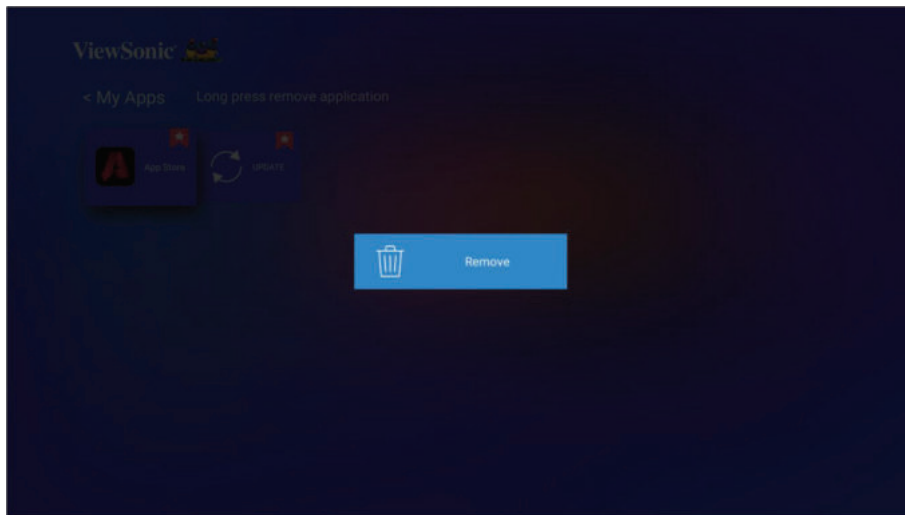 ViewSonic®
< My Apps Long press remove application
App Store UPDATE
Remove